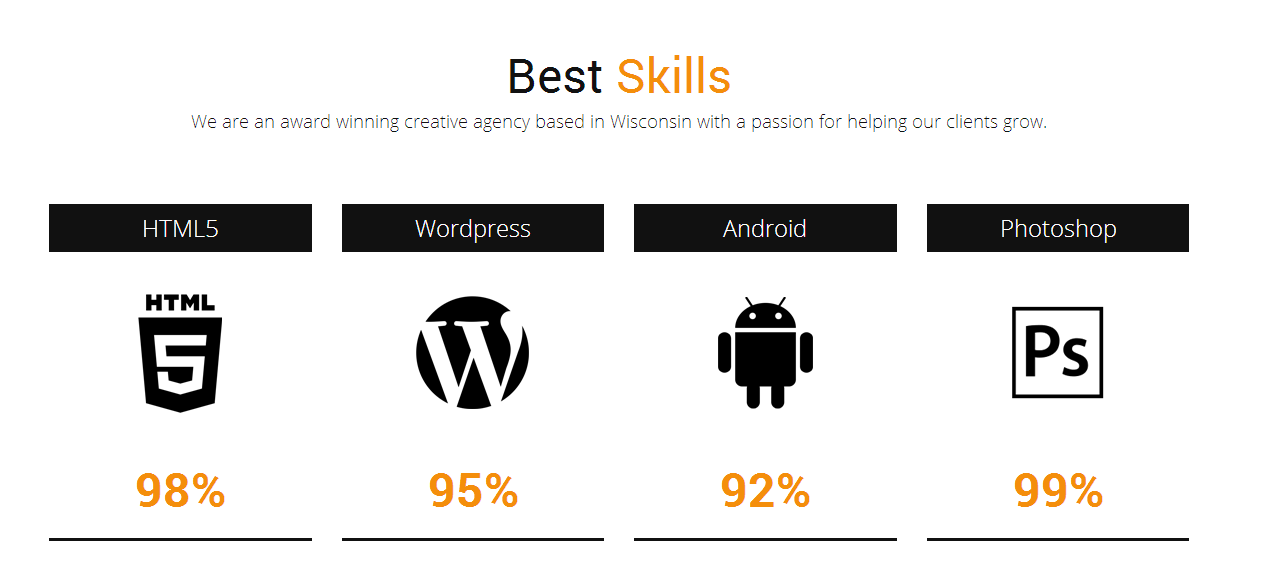 Best Skills
We are an award winning creative agency based in Wisconsin with a passion for helping our clients grow.
HTML5
Wordpress
Android
Photoshop
HTML
5
W
Ps
98%
95%
92%
99%